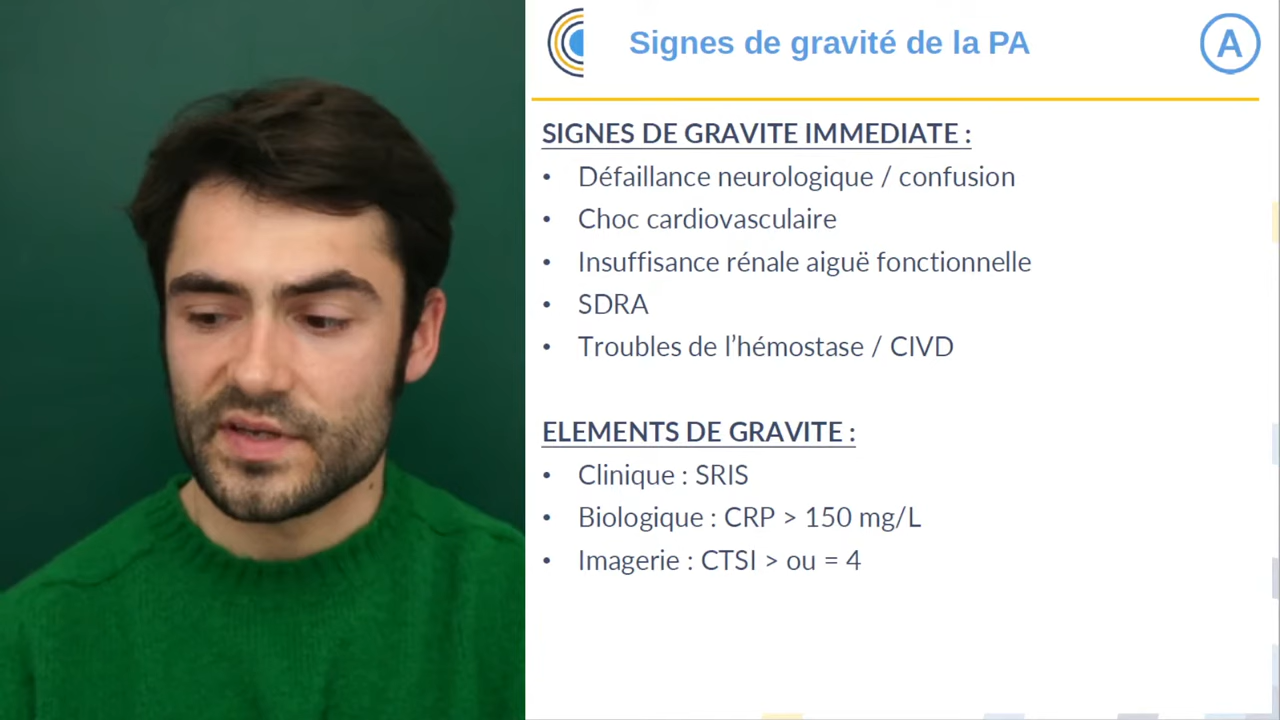 Signes de gravité de la PA
A
SIGNES DE GRAVITE IMMEDIATE :
• Défaillance neurologique / confusion
• Choc cardiovasculaire
• Insuffisance rénale aiguë fonctionnelle
• SDRA
• Troubles de l’hémostase / CIVD
ELEMENTS DE GRAVITE :
• Clinique : SRIS
• Biologique : CRP > 150 mg/L
• Imagerie : CTSI > ou = 4